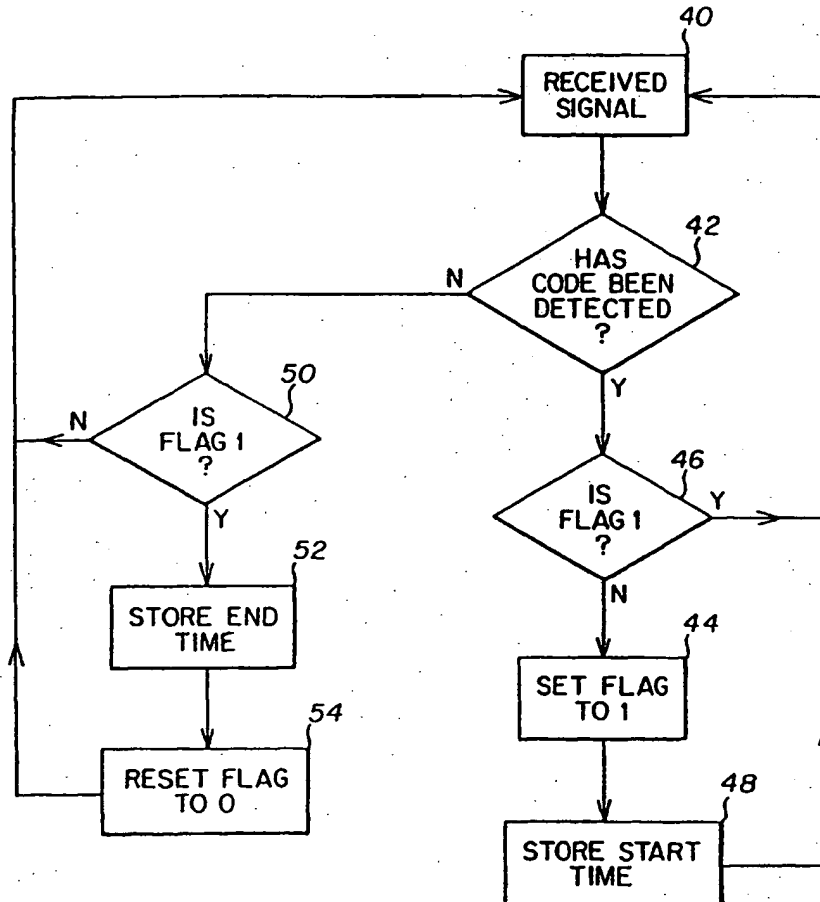 40
RECEIVED
SIGNAL
42
HAS
CODE BEEN
DETECTED
?
N
Y
50
IS
FLAG 1
?
N
Y
46
IS
FLAG 1
?
Y
N
52
STORE END
TIME
44
SET FLAG
TO 1
54
RESET FLAG
TO 0
48
STORE START
TIME